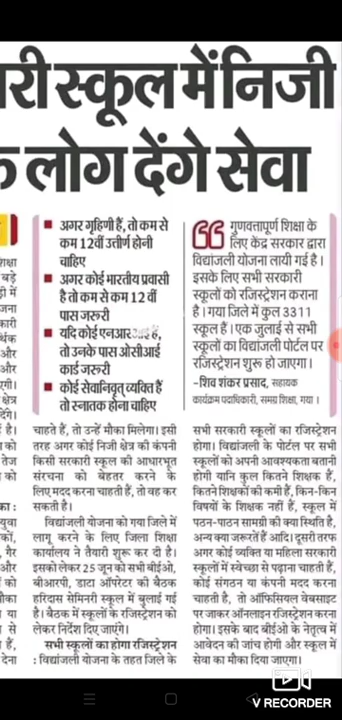 री स्कूल में निजी
लोग देंगे सेवा
अगर गृहिणी हैं, तो कम से
कम 12वीं उत्तीर्ण होनी
चाहिए
अगर कोई भारतीय प्रवासी
है तो कम से कम 12 वीं
पास जरुरी
यदि कोई एनआरआई है,
तो उनके पास ओसीआई
कार्ड जरुरी
कोई सेवानिवृत्त व्यक्ति हैं
तो स्नातक होना चाहिए
गुणवत्तापूर्ण शिक्षा के
लिए केंद्र सरकार द्वारा
विद्यांजली योजना लायी गई है।
इसके लिए सभी सरकारी
स्कूलों को रजिस्ट्रेशन कराना
है। गया जिले में कुल 3311
स्कूल हैं। एक जुलाई से सभी
स्कूलों का विद्यांजली पोर्टल पर
रजिस्ट्रेशन शुरू हो जाएगा।
-शिव शंकर प्रसाद, सहायक
कार्यक्रम पदाधिकारी, समग्र शिक्षा, गया।
चाहते हैं, तो उन्हें मौका मिलेगा। इसी
तरह अगर कोई निजी क्षेत्र की कंपनी
किसी सरकारी स्कूल की आधारभूत
संरचना को बेहतर करने के
लिए मदद करना चाहती हैं, तो वह कर
सकती है।
विद्यांजली योजना को गया जिले में
लागू करने के लिए जिला शिक्षा
कार्यालय ने तैयारी शुरू कर दी है।
इसको लेकर 25 जून को सभी बीईओ,
बीआरपी, डाटा ऑपरेटर की बैठक
हरिदास सेमिनरी स्कूल में बुलाई गई
है। बैठक में स्कूलों के रजिस्ट्रेशन को
लेकर निर्देश दिए जाएंगे।
सभी स्कूलों का होगा रजिस्ट्रेशन
: विद्यांजली योजना के तहत जिले के
सभी सरकारी स्कूलों का रजिस्ट्रेशन
होगा। विद्यांजली के पोर्टल पर सभी
स्कूलों को अपनी आवश्यकता बतानी
होगी यानि कुल कितने शिक्षक हैं,
कितने शिक्षकों की कमी हैं, किन-किन
विषयों के शिक्षक नहीं हैं, स्कूल में
पठन-पाठन सामग्री की क्या स्थिति है,
अन्य क्या जरूरतें हैं आदि। दूसरी तरफ
अगर कोई व्यक्ति या महिला सरकारी
स्कूलों में स्वेच्छा से पढ़ाना चाहती हैं,
कोई संगठन या कंपनी मदद करना
चाहती है, तो ऑफिसियल वेबसाइट
पर जाकर ऑनलाइन रजिस्ट्रेशन करना
होगा। इसके बाद बीईओ के नेतृत्व में
आवेदन की जांच होगी और स्कूल में
सेवा का मौका दिया जाएगा।
V RECORDER